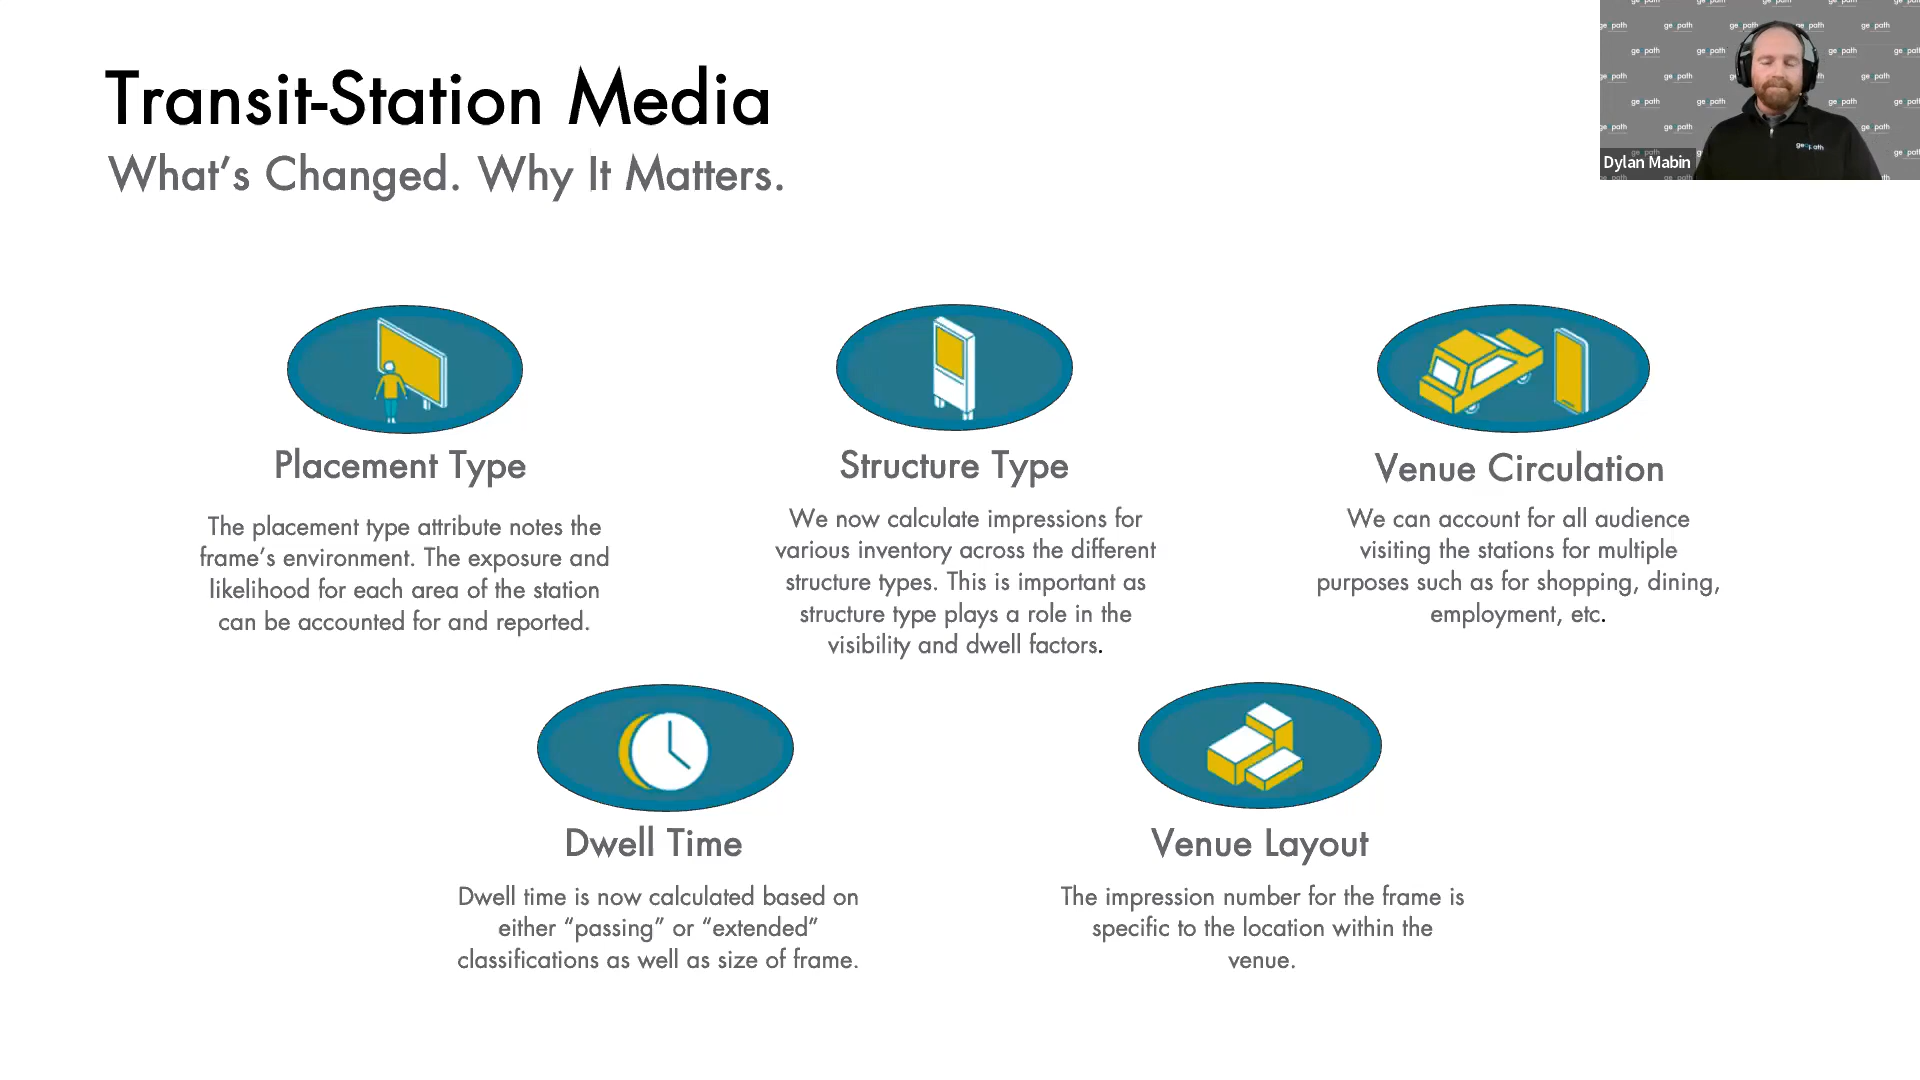 Transit-Station Media
What's Changed. Why It Matters.
geopath
Dylan Mabin
Placement Type
The placement type attribute notes the
frame's environment. The exposure and
likelihood for each area of the station
can be accounted for and reported.
Structure Type
We now calculate impressions for
various inventory across the different
structure types. This is important as
structure type plays a role in the
visibility and dwell factors.
Venue Circulation
We can account for all audience
visiting the stations for multiple
purposes such as for shopping, dining,
employment, etc.
Dwell Time
Dwell time is now calculated based on
either “passing” or “extended”
classifications as well as size of frame.
Venue Layout
The impression number for the frame is
specific to the location within the
venue.